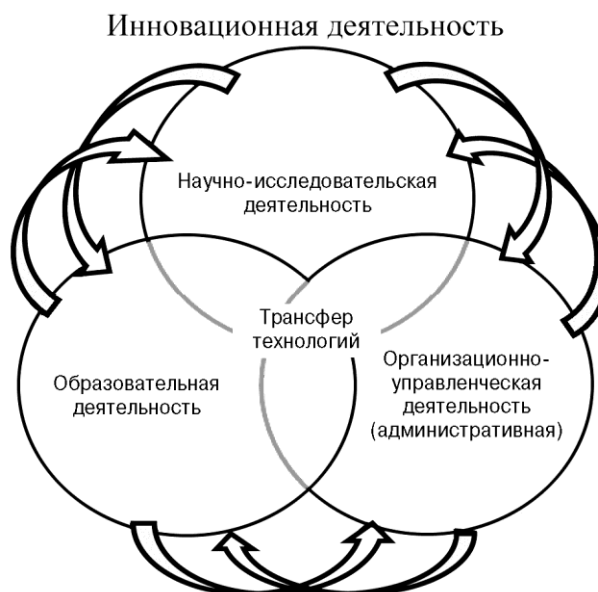 Инновационная деятельность
Научно-исследовательская
деятельность
Трансфер
технологий
Образовательная
деятельность
Организационно-
управленческая
деятельность
(административная)